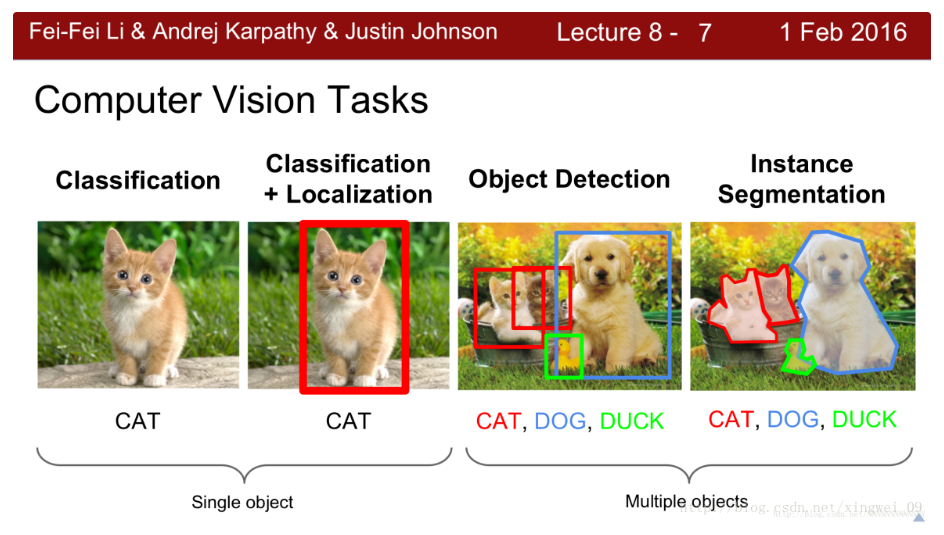 Fei-Fei Li & Andrej Karpathy & Justin Johnson Lecture 8 - 7 1 Feb 2016
Computer Vision Tasks
Classification
Classification
+ Localization
Object Detection
Instance
Segmentation
CAT
CAT
CAT, DOG, DUCK
CAT, DOG, DUCK
Single object
Multiple objects
http://blog.csdn.net/xingwei_09